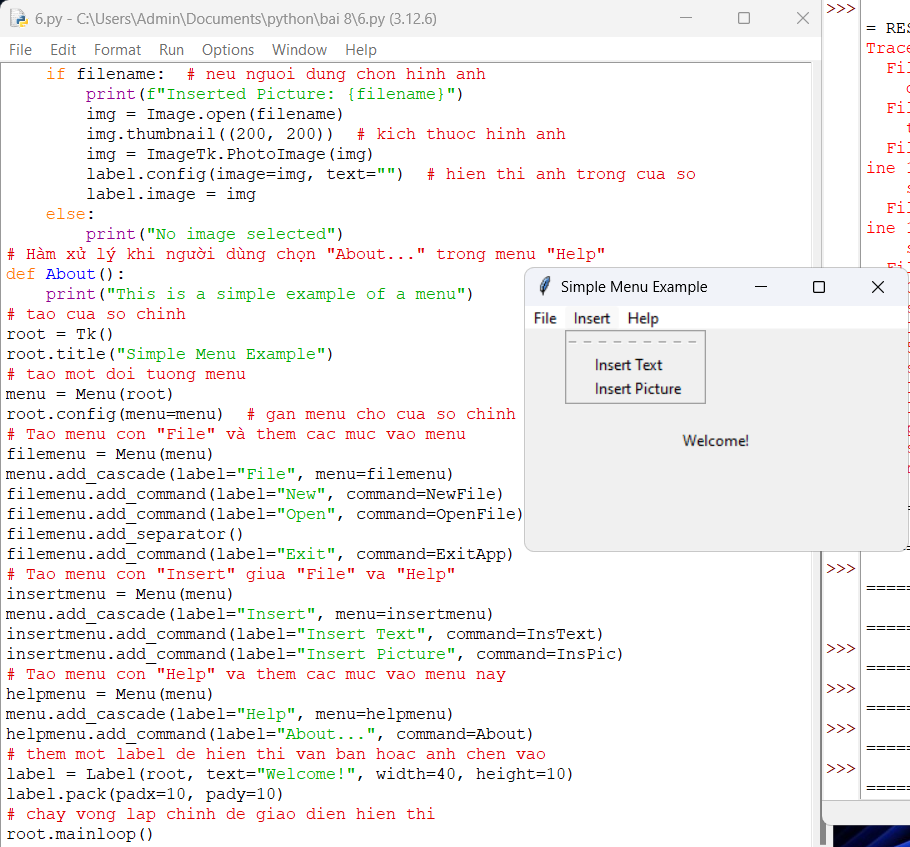 6.py - C:\Users\Admin\Documents\python\bai 8\6.py (3.12.6)
File Edit Format Run Options Window Help
    if filename:  # neu nguoi dung chon hinh anh
        print(f"Inserted Picture: {filename}")
        img = Image.open(filename)
        img.thumbnail((200, 200))  # kich thuoc hinh anh
        img = ImageTk.PhotoImage(img)
        label.config(image=img, text="")  # hien thi anh trong cua so
        label.image = img
    else:
        print("No image selected")
# Hàm xử lý khi người dùng chọn "About..." trong menu "Help"
def About():
    print("This is a simple example of a menu")
# tao cua so chinh
root = Tk()
root.title("Simple Menu Example")
# tao mot doi tuong menu
menu = Menu(root)
root.config(menu=menu)  # gan menu cho cua so chinh
# Tao menu con "File" và them cac muc vao menu
filemenu = Menu(menu)
menu.add_cascade(label="File", menu=filemenu)
filemenu.add_command(label="New", command=NewFile)
filemenu.add_command(label="Open", command=OpenFile)
filemenu.add_separator()
filemenu.add_command(label="Exit", command=ExitApp)
# Tao menu con "Insert" giua "File" va "Help"
insertmenu = Menu(menu)
menu.add_cascade(label="Insert", menu=insertmenu)
insertmenu.add_command(label="Insert Text", command=InsText)
insertmenu.add_command(label="Insert Picture", command=InsPic)
# Tao menu con "Help" va them cac muc vao menu nay
helpmenu = Menu(menu)
menu.add_cascade(label="Help", menu=helpmenu)
helpmenu.add_command(label="About...", command=About)
# them mot label de hien thi van ban hoac anh chen vao
label = Label(root, text="Welcome!", width=40, height=10)
label.pack(padx=10, pady=10)
# chay vong lap chinh de giao dien hien thi
root.mainloop()
Simple Menu Example
File Insert Help
Insert Text
Insert Picture
Welcome!
>>>
= RES
Trace
Fil
Fil
Fil
ine 1
Fil
ine 1
>>>
=====
=====
>>>
=====
>>>
=====
>>>
=====
>>>
=====